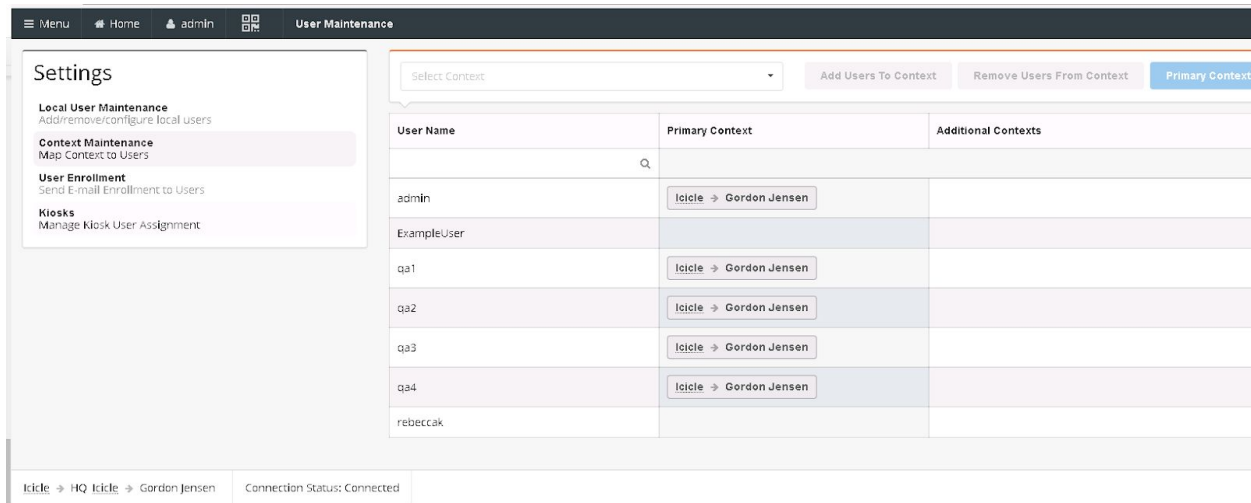 Menu Home admin User Maintenance
Settings
Local User Maintenance
Add/remove/configure local users
Context Maintenance
Map Context to Users
User Enrollment
Send E-mail Enrollment to Users
Kiosks
Manage Kiosk User Assignment
Select Context Add Users To Context Remove Users From Context Primary Context
User Name Primary Context Additional Contexts
admin Icicle → Gordon Jensen
ExampleUser
qa1 Icicle → Gordon Jensen
qa2 Icicle → Gordon Jensen
qa3 Icicle → Gordon Jensen
qa4 Icicle → Gordon Jensen
rebeccak
Icicle → HQ Icicle → Gordon Jensen Connection Status: Connected